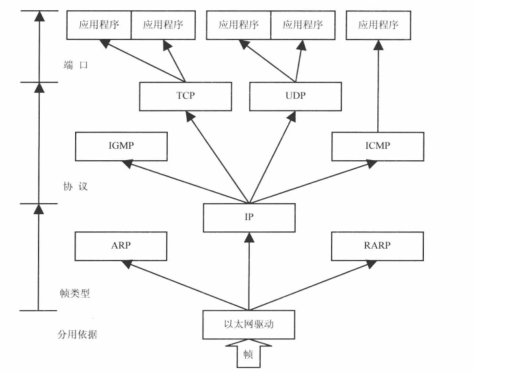 应用程序 应用程序 应用程序 应用程序 应用程序
端 口
TCP UDP
IGMP ICMP
协 议
IP
ARP RARP
帧类型
以太网驱动
分用依据
帧